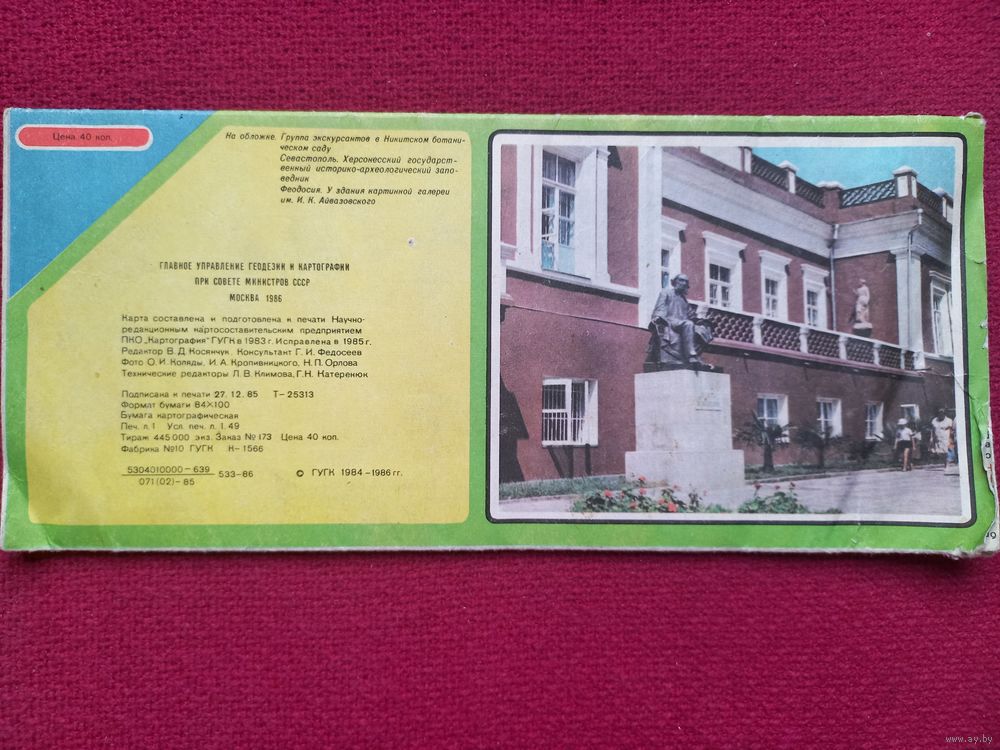 Цена 40 коп.
На обложке. Группа экскурсантов в Никитском ботани-
ческом саду
Севастополь. Херсонесский государст-
венный историко-археологический запо-
ведник
Феодосия. У здания картинной галереи
им. И. К. Айвазовского
ГЛАВНОЕ УПРАВЛЕНИЕ ГЕОДЕЗИИ И КАРТОГРАФИИ
ПРИ СОВЕТЕ МИНИСТРОВ СССР
МОСКВА 1986
Карта составлена и подготовлена к печати Научно-
редакционным картосоставительским предприятием
ПКО „Картография" ГУГК в 1983 г. Исправлена в 1985 г.
Редактор В. Д. Косянчук. Консультант Г. И. Федосеев
Фото О. И. Коляды, И. А. Кропивницкого, Н. П. Орлова
Технические редакторы Л. В. Климова, Г. Н. Катеренюк
Подписана к печати 27. 12. 85 Т-25313
Формат бумаги 84×100
Бумага картографическая
Печ. л. 1 Усл. печ. л. 1.49
Тираж 445 000 экз. Заказ № 173 Цена 40 коп.
Фабрика №10 ГУГК К-1566
5304010000-639
071(02)-85
533-86
© ГУГК 1984-1986 гг.
www.ay.by